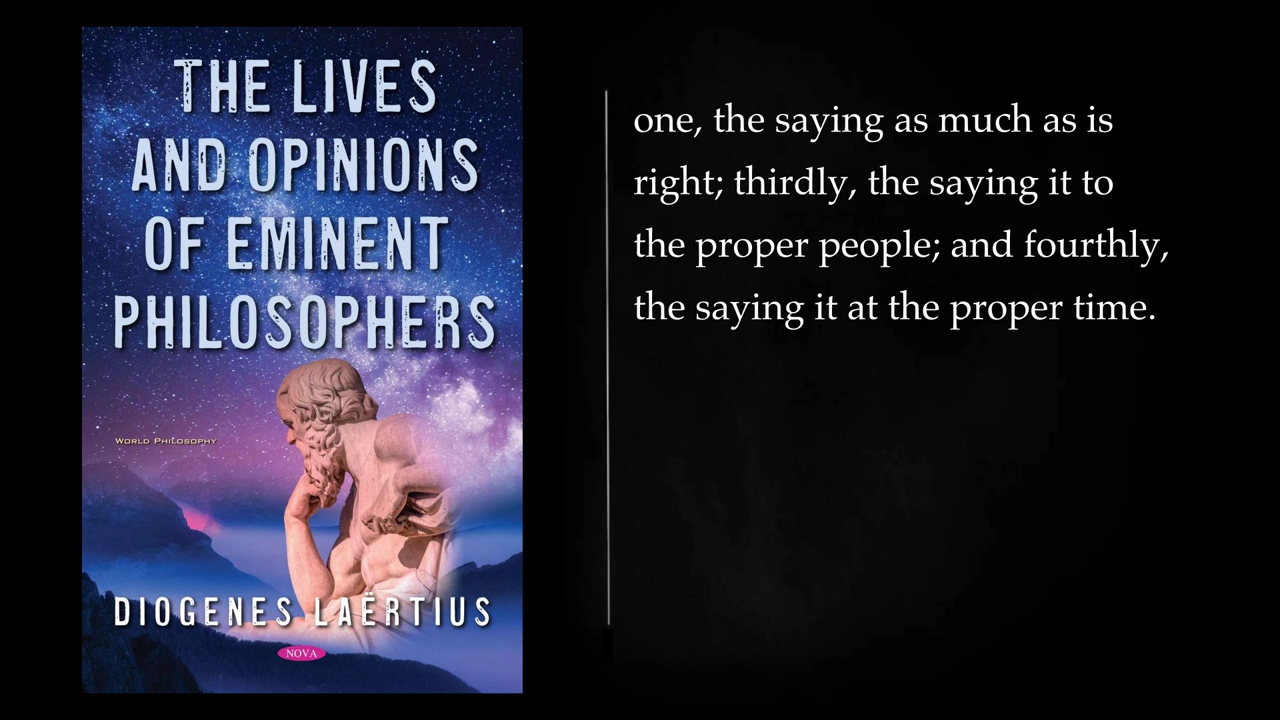 THE LIVES
AND OPINIONS
OF EMINENT
PHILOSOPHERS
WORLD PHILOSOPHY
DIOGENES LAËRTIUS
NOVA
one, the saying as much as is
right; thirdly, the saying it to
the proper people; and fourthly,
the saying it at the proper time.